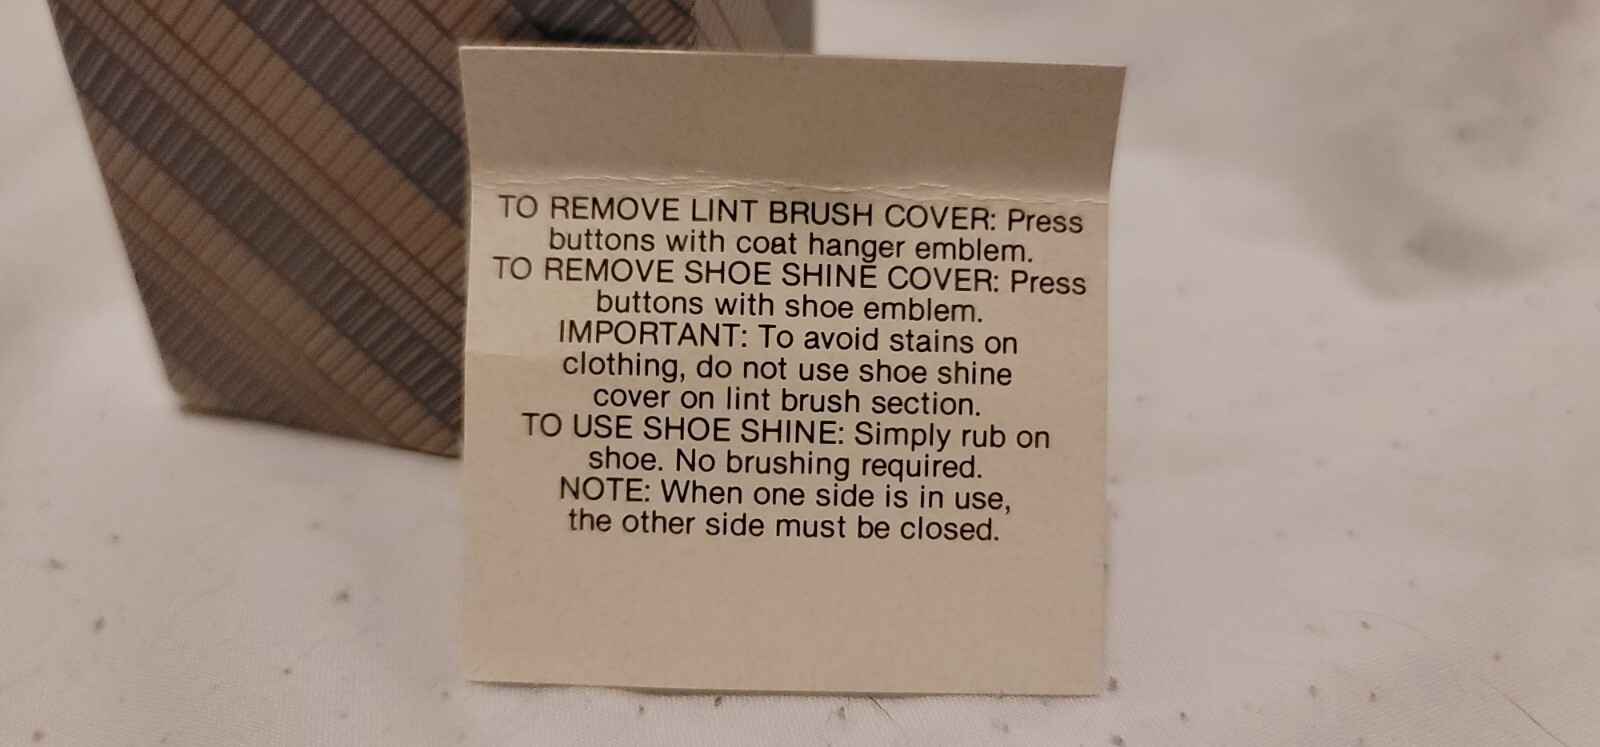 TO REMOVE LINT BRUSH COVER: Press
buttons with coat hanger emblem.
TO REMOVE SHOE SHINE COVER: Press
buttons with shoe emblem.
IMPORTANT: To avoid stains on
clothing, do not use shoe shine
cover on lint brush section.
TO USE SHOE SHINE: Simply rub on
shoe. No brushing required.
NOTE: When one side is in use,
the other side must be closed.